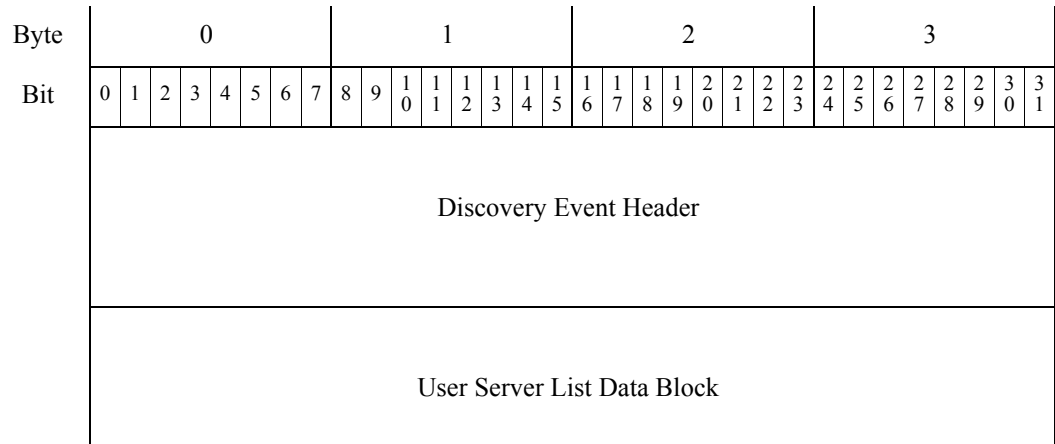 Byte 0 1 2 3
Bit 0 1 2 3 4 5 6 7 8 9 10 11 12 13 14 15 16 17 18 19 20 21 22 23 24 25 26 27 28 29 30 31
Discovery Event Header
User Server List Data Block